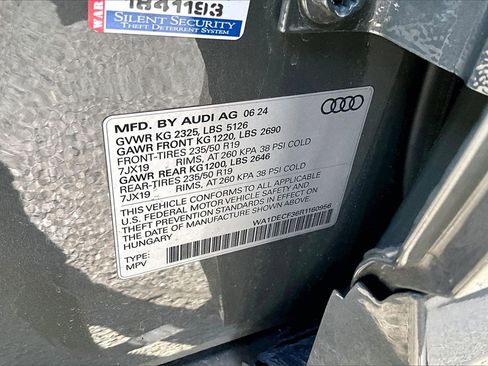 WAR
1841193
SILENT SECURITY
THEFT DETERRENT SYSTEM
MFD. BY AUDI AG 06 24
GVWR KG 2325, LBS 5126
GAWR FRONT KG1220, LBS 2690
FRONT-TIRES 235/50 R19
7JX19 RIMS, AT 260 KPA 38 PSI COLD
GAWR REAR KG1200, LBS 2646
REAR-TIRES 235/50 R19
7JX19 RIMS, AT 260 KPA 38 PSI COLD
THIS VEHICLE CONFORMS TO ALL APPLICABLE
U.S. FEDERAL MOTOR VEHICLE SAFETY AND
THEFT PREVENTION STANDARDS IN EFFECT ON
THE DATE OF MANUFACTURE SHOWN ABOVE.
HUNGARY
WA1DECF36R1160956
TYPE:
MPV